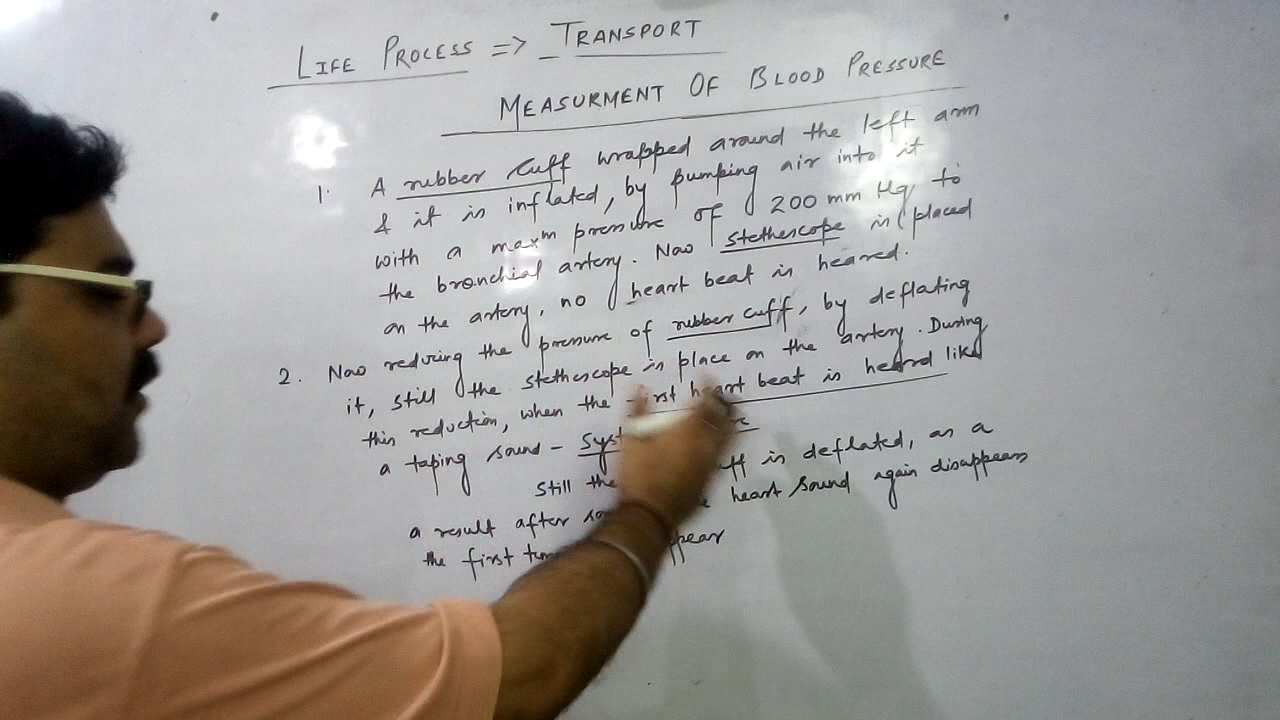 LIFE PROCESS => TRANSPORT
MEASURMENT OF BLOOD PRESSURE
1. A rubber Cuff wrapped around the left arm
& it is inflated, by pumping air into it
with a maxm pressure of 200 mm Hg to
the bronchial artery. Now stethescope is placed
on the artery, no heart beat is heared.
2. Now reducing the pressure of rubber cuff, by deflating
it, still the stethescope is place on the artery. During
this reduction, when the first heart beat is heard like
a taping sound -
Still the is deflated, as a
a result after heart sound again disappears
the first